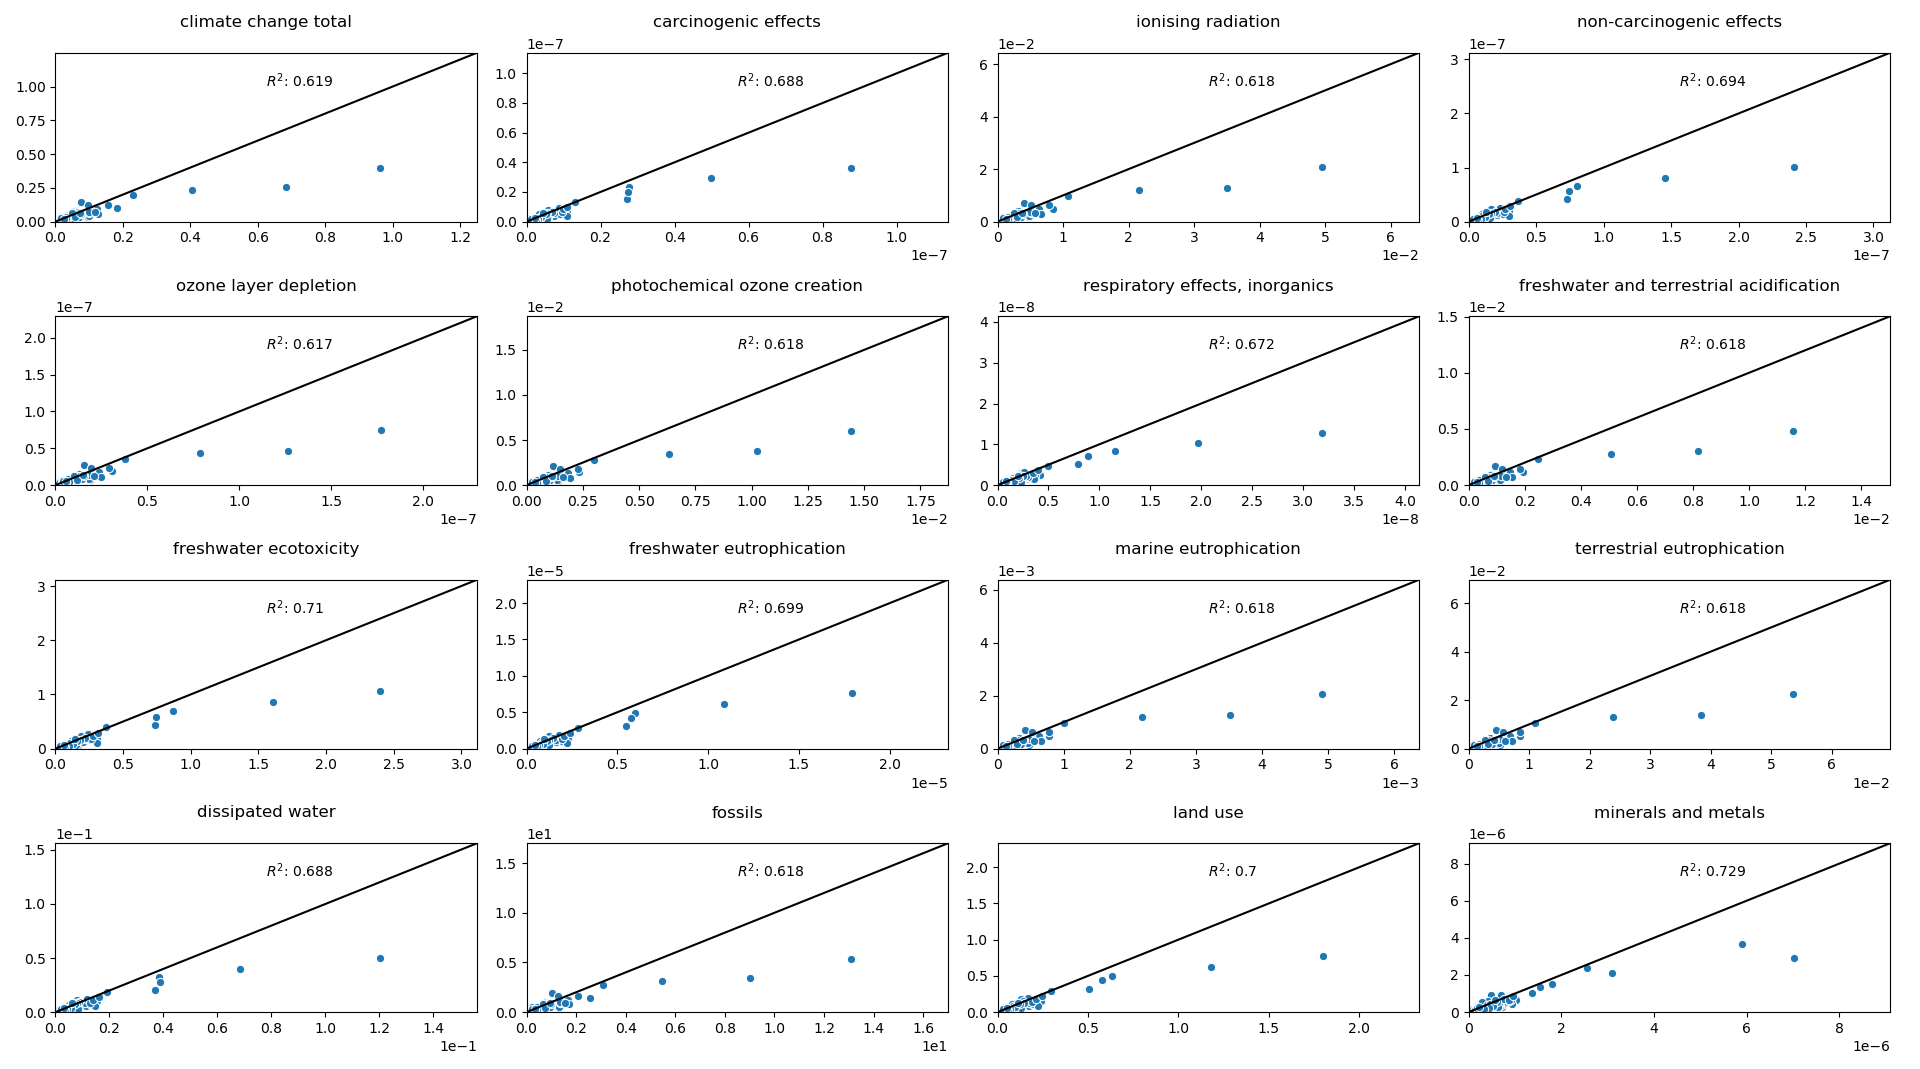 climate change total
R²: 0.619
1.00
0.75
0.50
0.25
0.00
0.0 0.2 0.4 0.6 0.8 1.0 1.2
carcinogenic effects
1e−7
R²: 0.688
1.0
0.8
0.6
0.4
0.2
0.0
0.0 0.2 0.4 0.6 0.8 1.0
1e−7
ionising radiation
1e−2
R²: 0.618
6
4
2
0
0 1 2 3 4 5 6
1e−2
non-carcinogenic effects
1e−7
R²: 0.694
3
2
1
0
0.0 0.5 1.0 1.5 2.0 2.5 3.0
1e−7
ozone layer depletion
1e−7
R²: 0.617
2.0
1.5
1.0
0.5
0.0
0.0 0.5 1.0 1.5 2.0
1e−7
photochemical ozone creation
1e−2
R²: 0.618
1.5
1.0
0.5
0.0
0.00 0.25 0.50 0.75 1.00 1.25 1.50 1.75
1e−2
respiratory effects, inorganics
1e−8
R²: 0.672
4
3
2
1
0
0.0 0.5 1.0 1.5 2.0 2.5 3.0 3.5 4.0
1e−8
freshwater and terrestrial acidification
1e−2
R²: 0.618
1.5
1.0
0.5
0.0
0.0 0.2 0.4 0.6 0.8 1.0 1.2 1.4
1e−2
freshwater ecotoxicity
R²: 0.71
3
2
1
0
0.0 0.5 1.0 1.5 2.0 2.5 3.0
freshwater eutrophication
1e−5
R²: 0.699
2.0
1.5
1.0
0.5
0.0
0.0 0.5 1.0 1.5 2.0
1e−5
marine eutrophication
1e−3
R²: 0.618
6
4
2
0
0 1 2 3 4 5 6
1e−3
terrestrial eutrophication
1e−2
R²: 0.618
6
4
2
0
0 1 2 3 4 5 6
1e−2
dissipated water
1e−1
R²: 0.688
1.5
1.0
0.5
0.0
0.0 0.2 0.4 0.6 0.8 1.0 1.2 1.4
1e−1
fossils
1e1
R²: 0.618
1.5
1.0
0.5
0.0
0.0 0.2 0.4 0.6 0.8 1.0 1.2 1.4 1.6
1e1
land use
R²: 0.7
2.0
1.5
1.0
0.5
0.0
0.0 0.5 1.0 1.5 2.0
minerals and metals
1e−6
R²: 0.729
8
6
4
2
0
0 2 4 6 8
1e−6